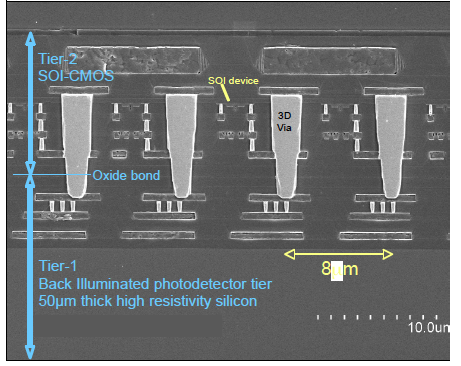 Tier-2
SOI-CMOS
SOI device
3D
Via
Oxide bond
Tier-1
Back Illuminated photodetector tier
50µm thick high resistivity silicon
8 m
10.0um